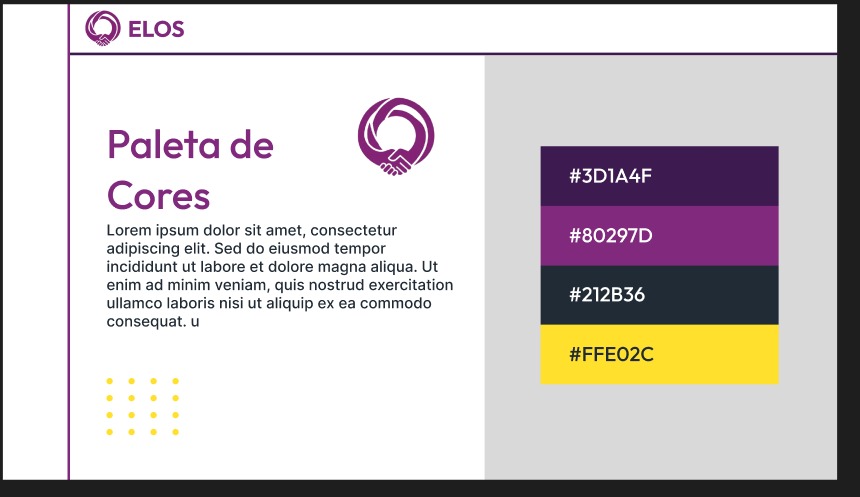 ELOS
Paleta de
Cores
Lorem ipsum dolor sit amet, consectetur
adipiscing elit. Sed do eiusmod tempor
incididunt ut labore et dolore magna aliqua. Ut
enim ad minim veniam, quis nostrud exercitation
ullamco laboris nisi ut aliquip ex ea commodo
consequat. u
#3D1A4F
#80297D
#212B36
#FFE02C